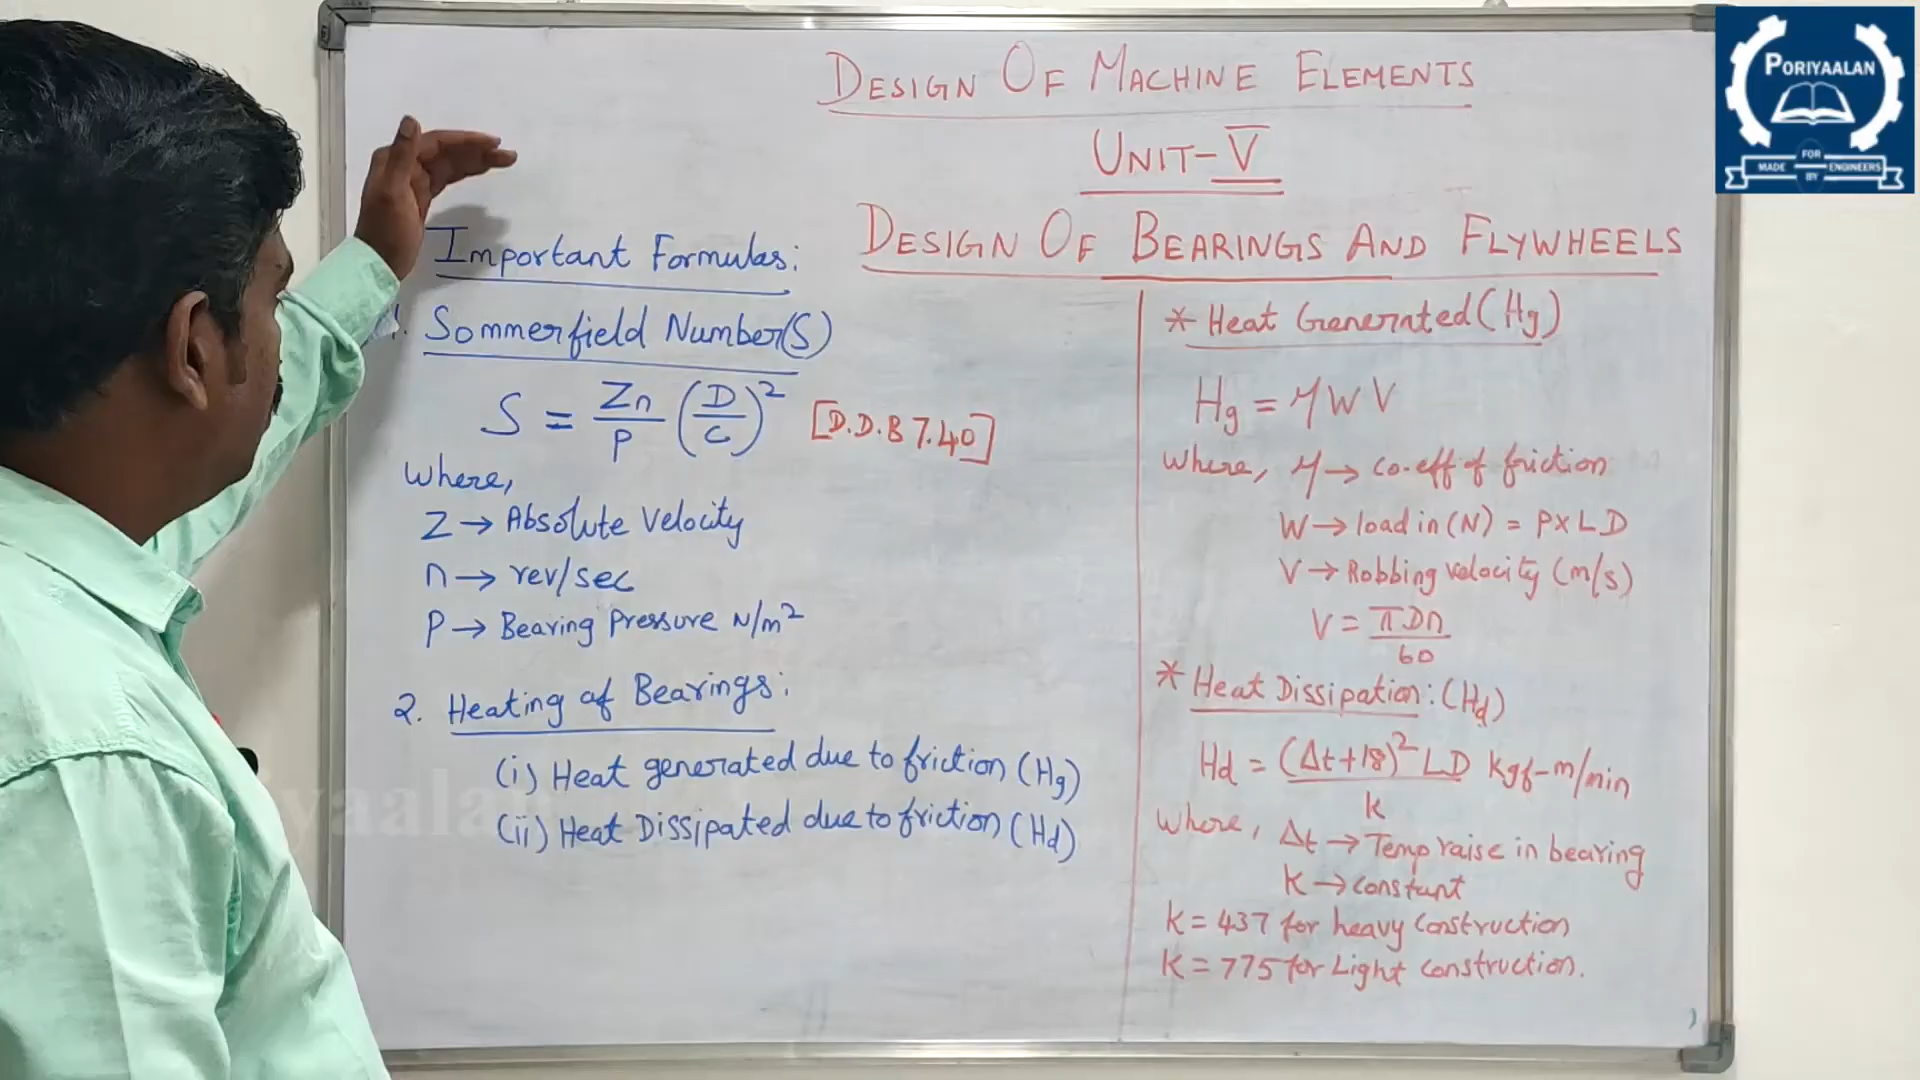 DESIGN OF MACHINE ELEMENTS
UNIT-V
DESIGN OF BEARINGS AND FLYWHEELS
Important Formulas:
1. Sommerfield Number(S)
S = Zn/P (D/C)² [D.D.B 7.40]
Where,
Z → Absolute Velocity
n → rev/sec
P → Bearing Pressure N/m²
2. Heating of Bearings:
(i) Heat generated due to friction (Hg)
(ii) Heat Dissipated due to friction (Hd)
* Heat Generated (Hg)
Hg = μ W V
Where, μ → co.eff of friction
W → load in (N) = P x L D
V → Robbing velocity (m/s)
V = πDn/60
* Heat Dissipation: (Hd)
Hd = (Δt+18)² LD/K Kgf-m/min
Where, Δt → Temp raise in bearing
K → constant
K = 437 for heavy construction
K = 775 for Light construction.
PORIYAALAN
MADE FOR BY ENGINEERS
Poriyaalan